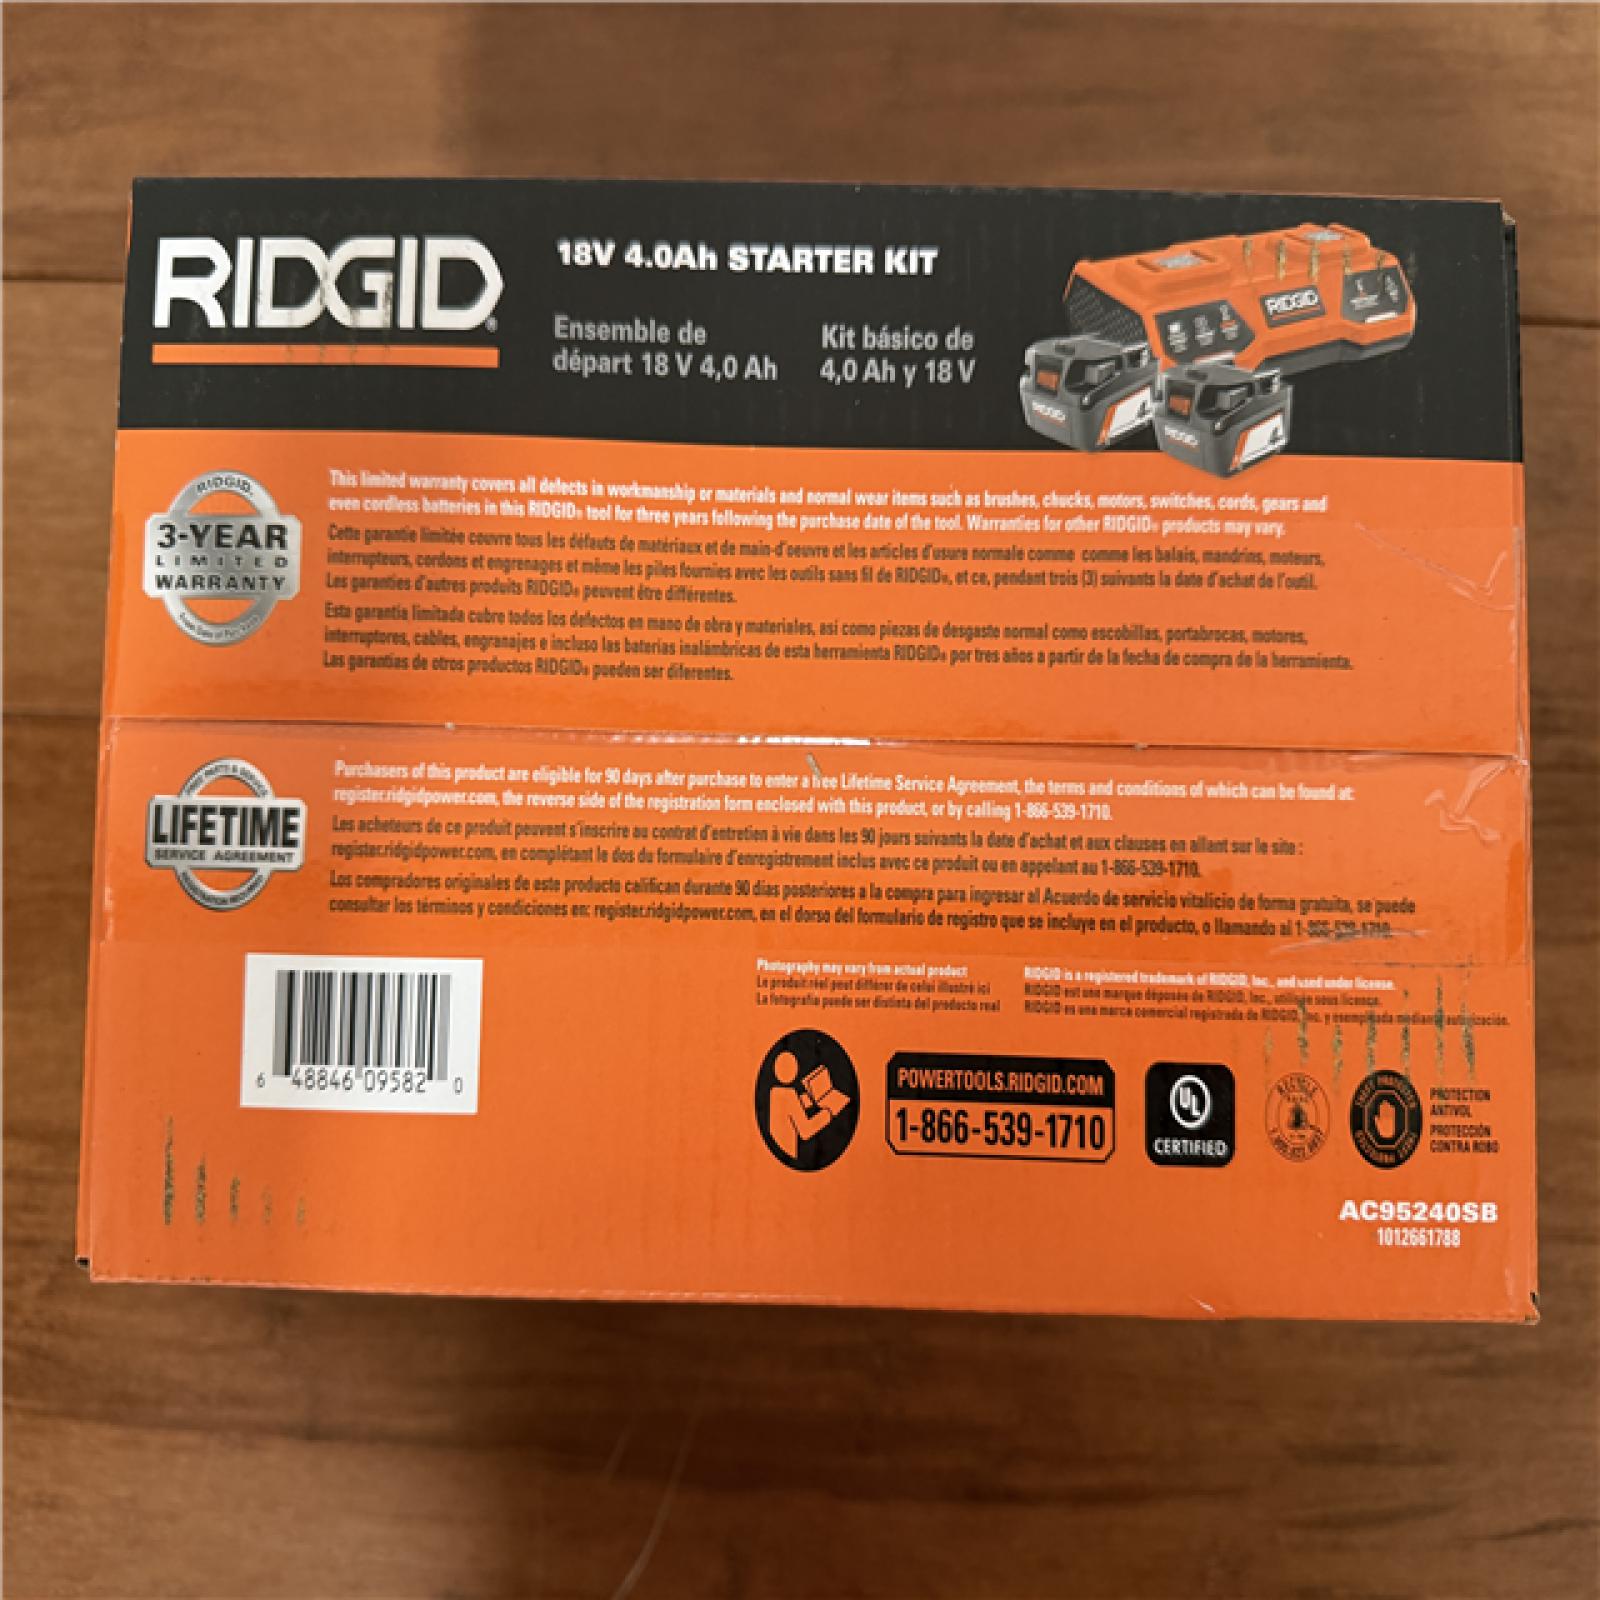 RIDGID®
18V 4.0Ah STARTER KIT
Ensemble de
départ 18 V 4,0 Ah
Kit básico de
4,0 Ah y 18 V
RIDGID
RIDGID
RIDGID
RIDGID.
3-YEAR
LIMITED
WARRANTY
This limited warranty covers all defects in workmanship or materials and normal wear items such as brushes, chucks, motors, switches, cords, gears and
even cordless batteries in this RIDGID® tool for three years following the purchase date of the tool. Warranties for other RIDGID® products may vary.
Cette garantie limitée couvre tous les défauts de matériaux et de main-d'oeuvre et les articles d'usure normale comme comme les balais, mandrins, moteurs,
interrupteurs, cordons et engrenages et même les piles fournies avec les outils sans fil de RIDGID®, et ce, pendant trois (3) suivants la date d'achat de l'outil.
Les garanties d'autres produits RIDGID® peuvent être différentes.
Esta garantía limitada cubre todos los defectos en mano de obra y materiales, así como piezas de desgaste normal como escobillas, portabrocas, motores,
interruptores, cables, engranajes e incluso las baterías inalámbricas de esta herramienta RIDGID® por tres años a partir de la fecha de compra de la herramienta.
Las garantías de otros productos RIDGID® pueden ser diferentes.
LIFETIME
SERVICE AGREEMENT
Purchasers of this product are eligible for 90 days after purchase to enter a free Lifetime Service Agreement, the terms and conditions of which can be found at:
register.ridgidpower.com, the reverse side of the registration form enclosed with this product, or by calling 1-866-539-1710.
Les acheteurs de ce produit peuvent s'inscrire au contrat d'entretien à vie dans les 90 jours suivants la date d'achat et aux clauses en allant sur le site :
register.ridgidpower.com, en complétant le dos du formulaire d'enregistrement inclus avec ce produit ou en appelant au 1-866-539-1710.
Los compradores originales de este producto califican durante 90 días posteriores a la compra para ingresar al Acuerdo de servicio vitalicio de forma gratuita, se puede
consultar los términos y condiciones en: register.ridgidpower.com, en el dorso del formulario de registro que se incluye en el producto, o llamando al 1-866-539-1710.
6 48846 09582 0
Photography may vary from actual product
Le produit réel peut différer de celui illustré ici
La fotografía puede ser distinta del producto real
RIDGID is a registered trademark of RIDGID, Inc., and used under license.
RIDGID est une marque déposée de RIDGID, Inc., utilisée sous licence.
RIDGID es una marca comercial registrada de RIDGID, Inc. y empleada mediante autorización.
POWERTOOLS.RIDGID.COM
1-866-539-1710
UL
CERTIFIED
RECYCLE
PROTECTION
ANTIVOL
PROTECCIÓN
CONTRA ROBO
AC95240SB
1012661788